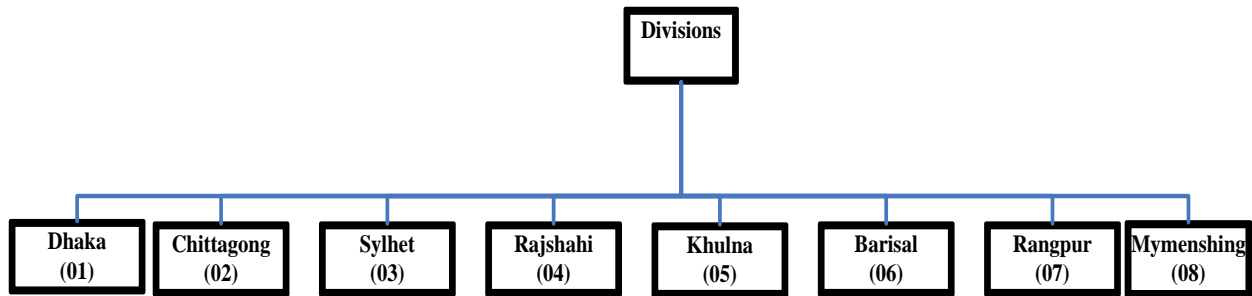 Divisions
Dhaka
(01)
Chittagong
(02)
Sylhet
(03)
Rajshahi
(04)
Khulna
(05)
Barisal
(06)
Rangpur
(07)
Mymenshing
(08)